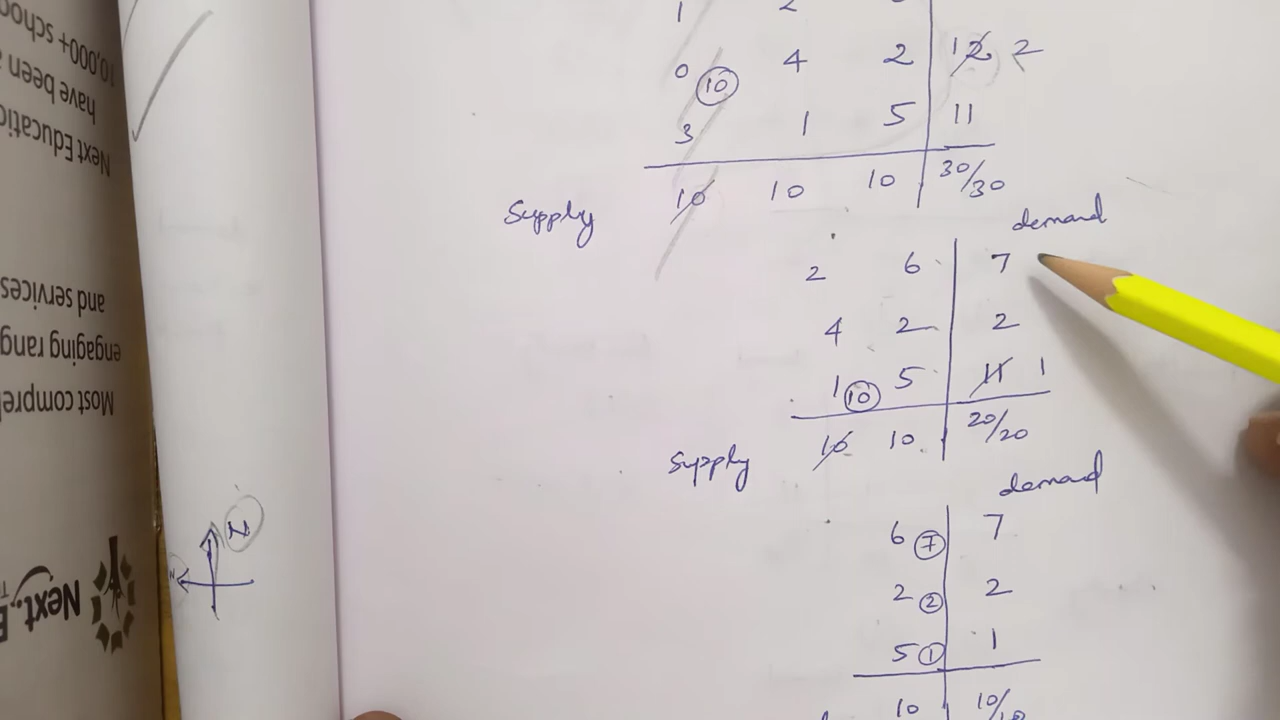 1 2
0 ⑩ 4 2 12 2
3 1 5 11
Supply 10 10 10 30/30
demand
2 6 7
4 2 2
1 ⑩ 5 11 1
Supply 10 10 20/20
demand
6 ⑦ 7
2 ② 2
5 ① 1
10 10/10
10,000+ schoo
have been a
Next Educatio
and services
engaging rang
Most compreh
Next.E